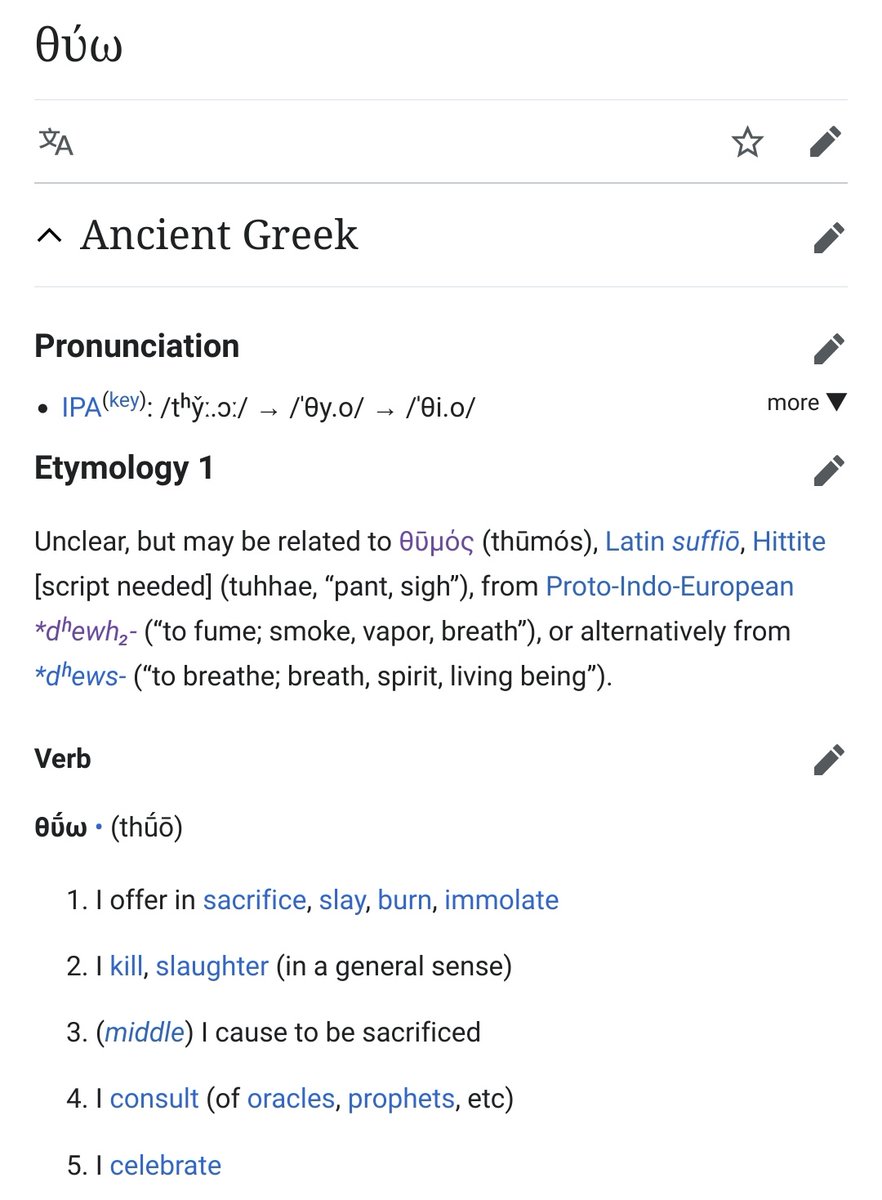 θύω
Ancient Greek
Pronunciation
• IPA(key): /tʰy̌ː.ɔː/ → /ˈθy.o/ → /ˈθi.o/ more ▼
Etymology 1
Unclear, but may be related to θῡμός (thūmós), Latin suffiō, Hittite
[script needed] (tuhhae, “pant, sigh”), from Proto-Indo-European
*dʰewh₂- (“to fume; smoke, vapor, breath”), or alternatively from
*dʰews- (“to breathe; breath, spirit, living being”).
Verb
θῡ́ω • (thū́ō)
1. I offer in sacrifice, slay, burn, immolate
2. I kill, slaughter (in a general sense)
3. (middle) I cause to be sacrificed
4. I consult (of oracles, prophets, etc)
5. I celebrate